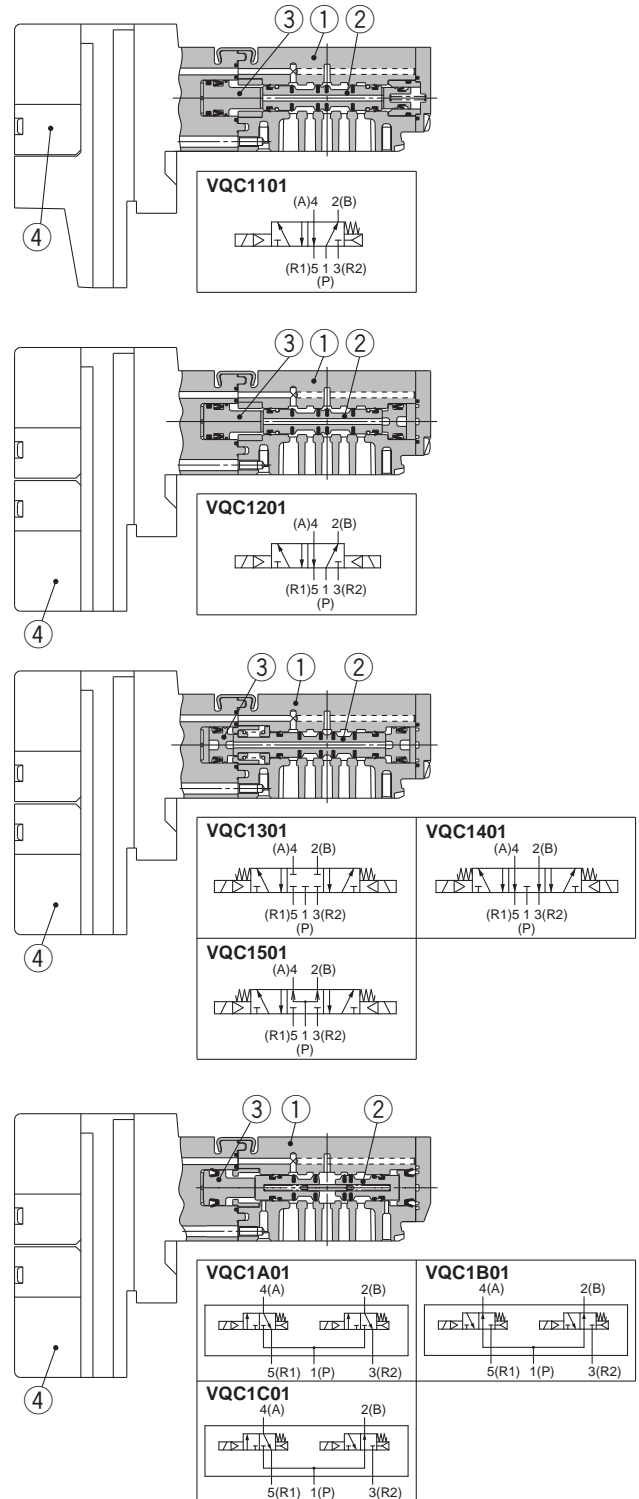 ③ ① ②
④
VQC1101
(A)4 2(B)
(R1)5 1 3(R2)
(P)
③ ① ②
④
VQC1201
(A)4 2(B)
(R1)5 1 3(R2)
(P)
③ ① ②
④
VQC1301
(A)4 2(B)
(R1)5 1 3(R2)
(P)
VQC1401
(A)4 2(B)
(R1)5 1 3(R2)
(P)
VQC1501
(A)4 2(B)
(R1)5 1 3(R2)
(P)
③ ① ②
④
VQC1A01
4(A) 2(B)
5(R1) 1(P) 3(R2)
VQC1B01
4(A) 2(B)
5(R1) 1(P) 3(R2)
VQC1C01
4(A) 2(B)
5(R1) 1(P) 3(R2)